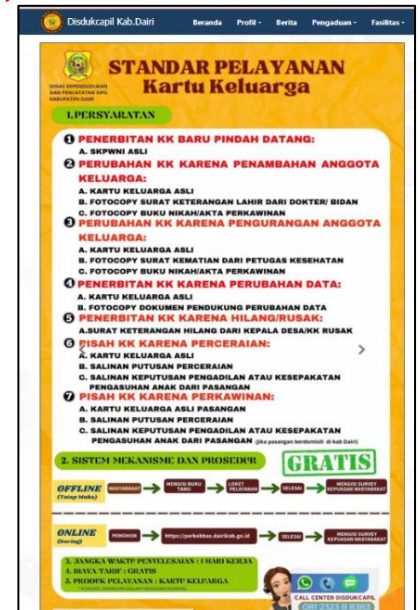 Disdukcapil Kab.Dairi Beranda Profil Berita Pengaduan Fasilitas
DINAS KEPENDUDUKAN
DAN PENCATATAN SIPIL
KABUPATEN DAIRI
STANDAR PELAYANAN
Kartu Keluarga
1.PERSYARATAN
1 PENERBITAN KK BARU PINDAH DATANG:
A. SKPWNI ASLI
2 PERUBAHAN KK KARENA PENAMBAHAN ANGGOTA
KELUARGA:
A. KARTU KELUARGA ASLI
B. FOTOCOPY SURAT KETERANGAN LAHIR DARI DOKTER/ BIDAN
C. FOTOCOPY BUKU NIKAH/AKTA PERKAWINAN
3 PERUBAHAN KK KARENA PENGURANGAN ANGGOTA
KELUARGA:
A. KARTU KELUARGA ASLI
B. FOTOCOPY SURAT KEMATIAN DARI PETUGAS KESEHATAN
C. FOTOCOPY BUKU NIKAH/AKTA PERKAWINAN
4 PENERBITAN KK KARENA PERUBAHAN DATA:
A. KARTU KELUARGA ASLI
B. FOTOCOPY DOKUMEN PENDUKUNG PERUBAHAN DATA
5 PENERBITAN KK KARENA HILANG/RUSAK:
A.SURAT KETERANGAN HILANG DARI KEPALA DESA/KK RUSAK
6 PISAH KK KARENA PERCERAIAN:
A. KARTU KELUARGA ASLI
B. SALINAN PUTUSAN PERCERAIAN
C. SALINAN KEPUTUSAN PENGADILAN ATAU KESEPAKATAN
PENGASUHAN ANAK DARI PASANGAN
7 PISAH KK KARENA PERKAWINAN:
A. KARTU KELUARGA ASLI PASANGAN
B. SALINAN PUTUSAN PERCERAIAN
C. SALINAN KEPUTUSAN PENGADILAN ATAU KESEPAKATAN
PENGASUHAN ANAK DARI PASANGAN (jika pasangan berdomisili di kab Dairi)
2. SISTEM MEKANISME DAN PROSEDUR
GRATIS
OFFLINE
(Tatap Muka)
MASYARAKAT
MENGISI BUKU
TAMU
LOKET
PELAYANAN
SELESAI
MENGISI SURVEY
KEPUASAN MASYARAKAT
ONLINE
(Daring)
PEMOHON
SELESAI
MENGISI SURVEY
KEPUASAN MASYARAKAT
3. JANGKA WAKTU PENYELESAIAN : 1 HARI KERJA
4. BIAYA TARIF : GRATIS
5. PRODUK PELAYANAN : KARTU KELUARGA
CALL CENTER DISDUKCAPIL